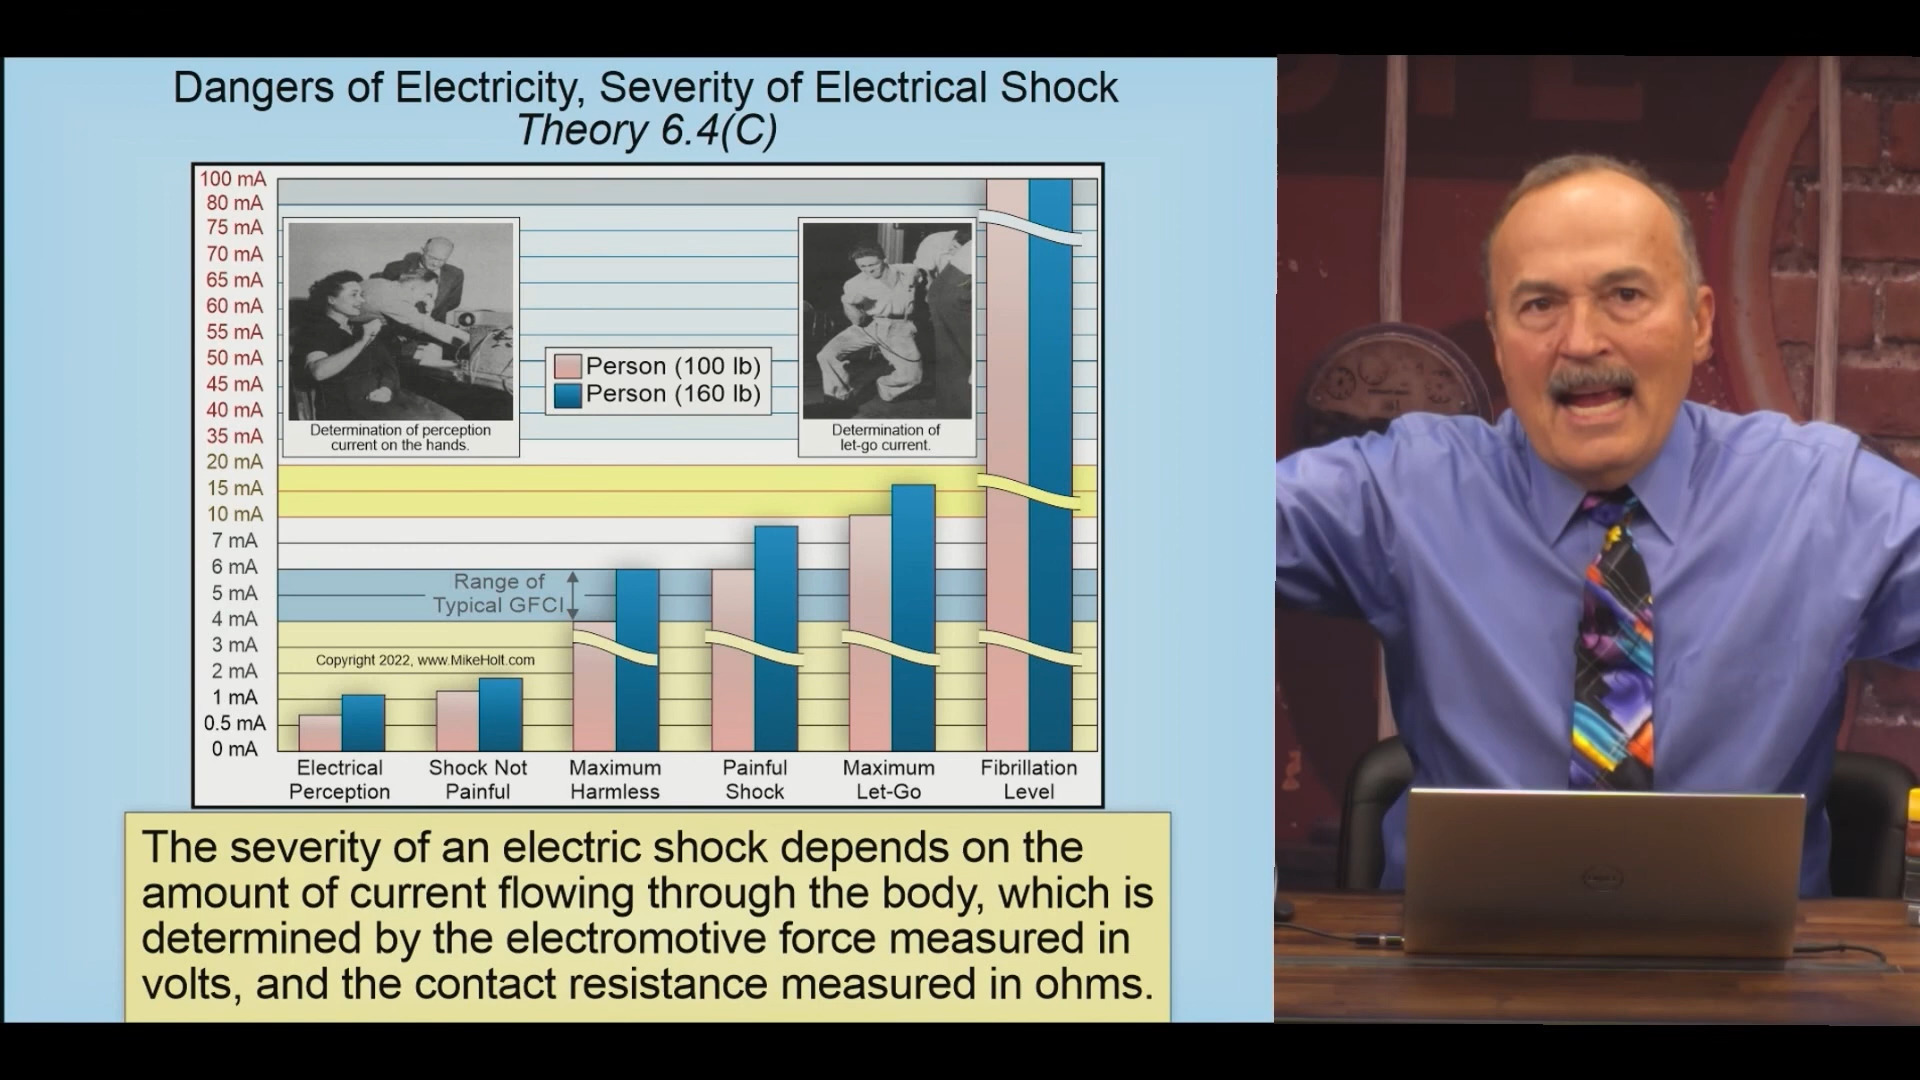 Dangers of Electricity, Severity of Electrical Shock
Theory 6.4(C)
100 mA
80 mA
75 mA
70 mA
65 mA
60 mA
55 mA
50 mA
45 mA
40 mA
35 mA
20 mA
15 mA
10 mA
7 mA
6 mA
5 mA
4 mA
3 mA
2 mA
1 mA
0.5 mA
0 mA
Determination of perception
current on the hands.
Person (100 lb)
Person (160 lb)
Determination of
let-go current.
Range of
Typical GFCI
Copyright 2022, www.MikeHolt.com
Electrical
Perception
Shock Not
Painful
Maximum
Harmless
Painful
Shock
Maximum
Let-Go
Fibrillation
Level
The severity of an electric shock depends on the
amount of current flowing through the body, which is
determined by the electromotive force measured in
volts, and the contact resistance measured in ohms.
DELL